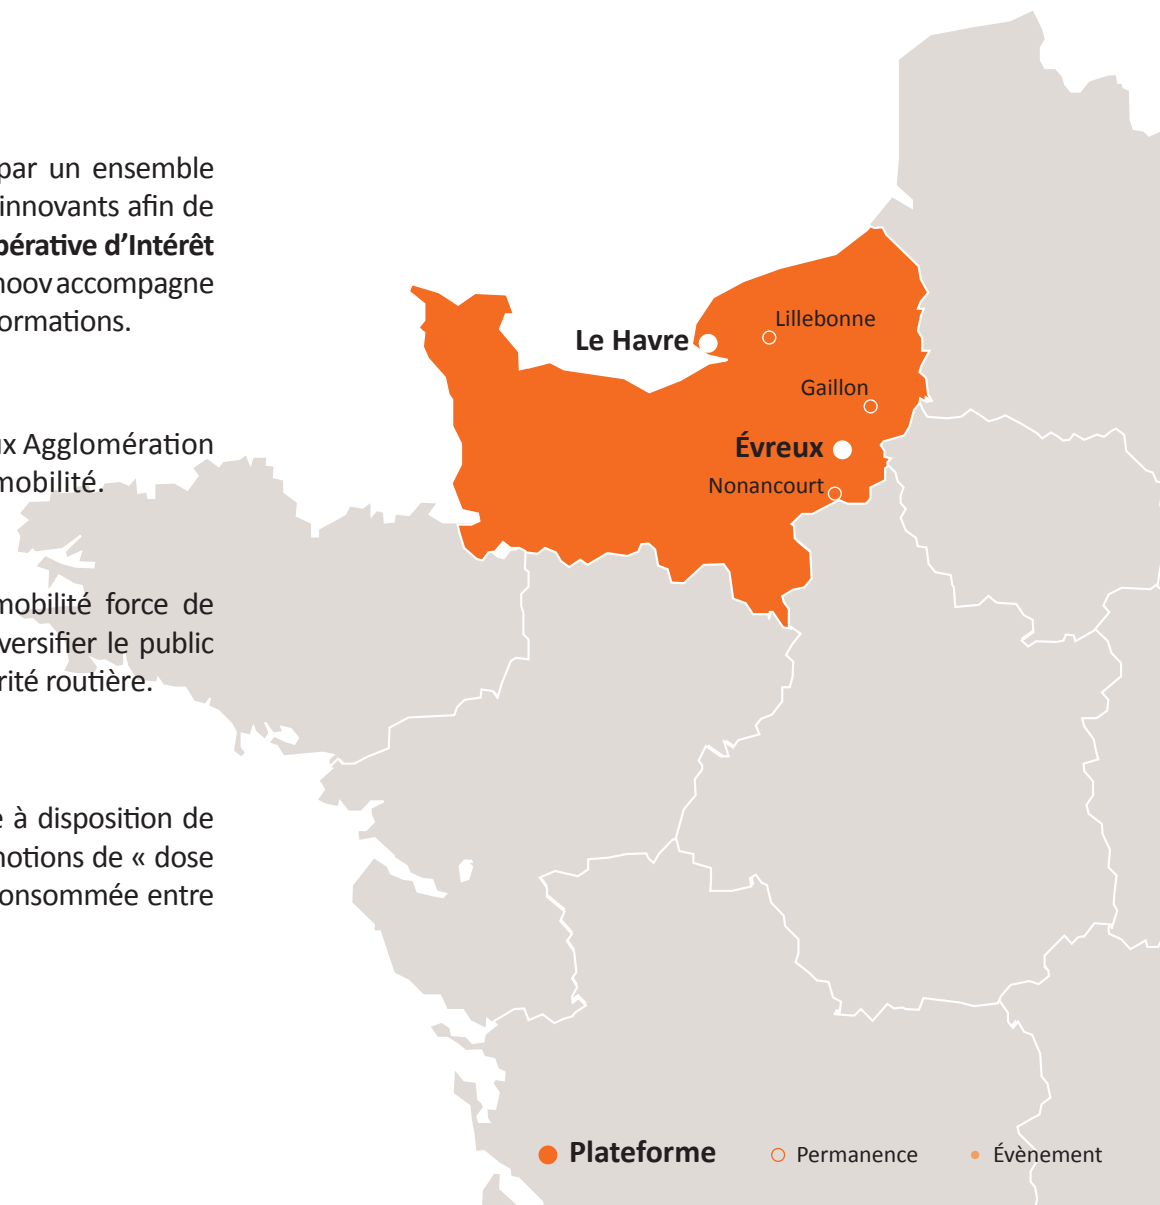 par un ensemble
innovants afin de
pérative d’Intérêt
noov accompagne
ormations.
ux Agglomération
mobilité.
mobilité force de
versifier le public
rité routière.
e à disposition de
notions de « dose
onsommée entre
Lillebonne
Le Havre
Gaillon
Évreux
Nonancourt
Plateforme
Permanence
Évènement